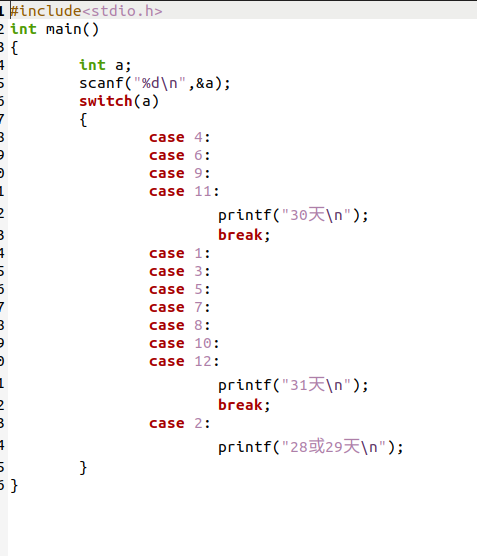 1 #include<stdio.h>
2 int main()
3 {
4 int a;
5 scanf("%d\n",&a);
6 switch(a)
7 {
8 case 4:
9 case 6:
0 case 9:
1 case 11:
2 printf("30天\n");
3 break;
4 case 1:
5 case 3:
6 case 5:
7 case 7:
8 case 8:
9 case 10:
0 case 12:
1 printf("31天\n");
2 break;
3 case 2:
4 printf("28或29天\n");
5 }
6 }